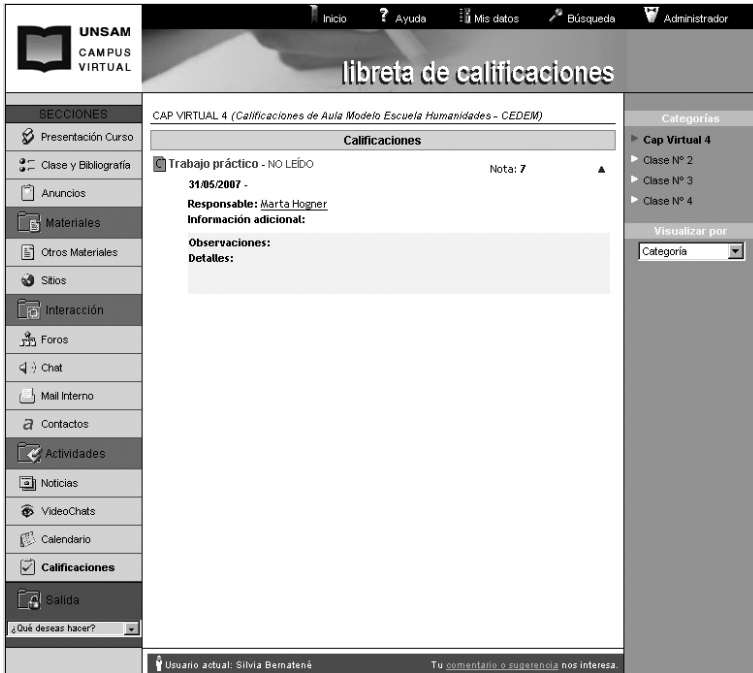 UNSAM
CAMPUS
VIRTUAL
Inicio
? Ayuda
Mis datos
Búsqueda
Administrador
libreta de calificaciones
SECCIONES
Presentación Curso
Clase y Bibliografía
Anuncios
Materiales
Otros Materiales
Sitios
Interacción
Foros
Chat
Mail Interno
Contactos
Actividades
Noticias
VideoChats
Calendario
Calificaciones
Salida
¿Qué deseas hacer?
CAP VIRTUAL 4 (Calificaciones de Aula Modelo Escuela Humanidades - CEDEM)
Calificaciones
C Trabajo práctico - NO LEÍDO Nota: 7
31/05/2007 -
Responsable: Marta Hogner
Información adicional:
Observaciones:
Detalles:
Categorías
Cap Virtual 4
Clase Nº 2
Clase Nº 3
Clase Nº 4
Visualizar por
Categoría
Usuario actual: Silvia Bernatené Tu comentario o sugerencia nos interesa.